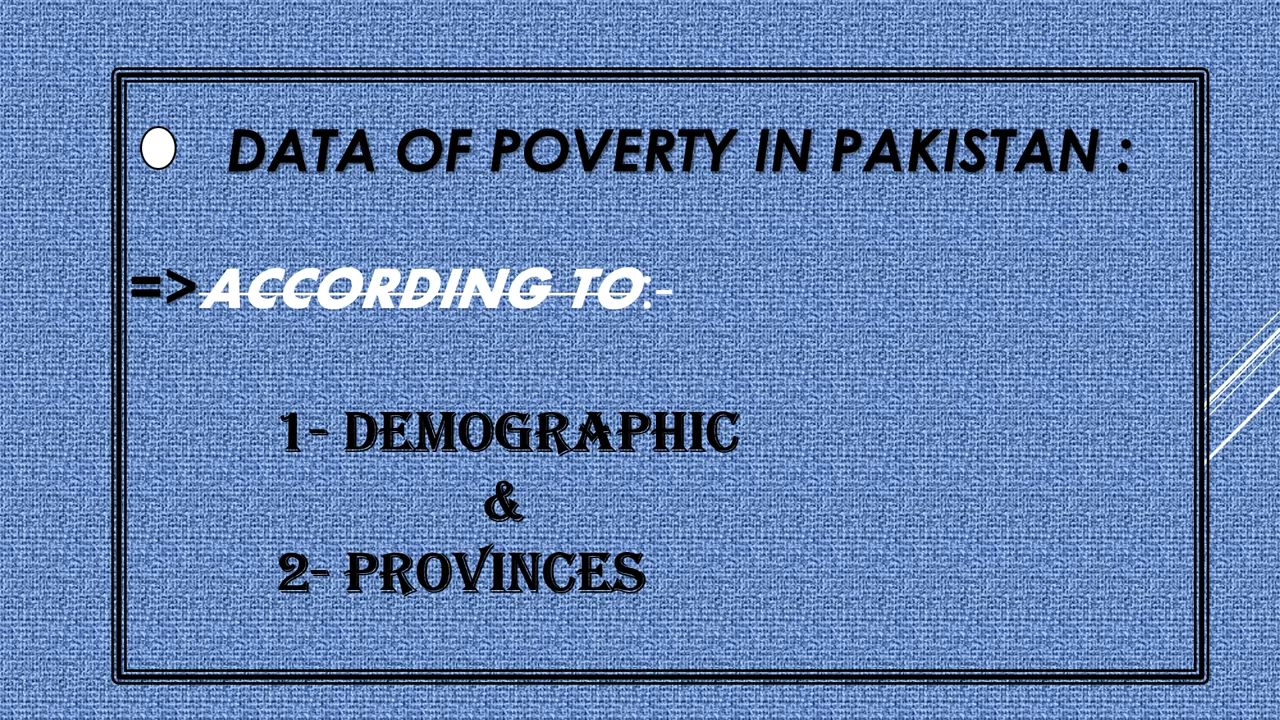 DATA OF POVERTY IN PAKISTAN :
=>ACCORDING TO:-
1- DEMOGRAPHIC
&
2- PROVINCES